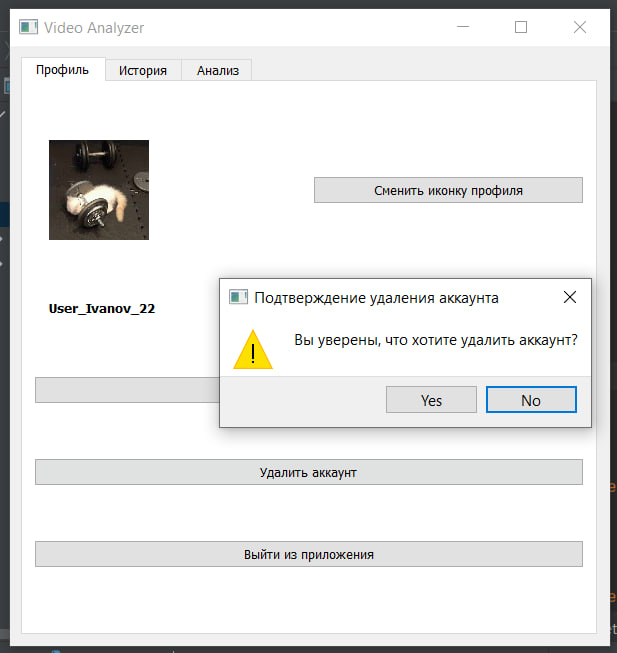 Video Analyzer
Профиль
История
Анализ
Сменить иконку профиля
User_Ivanov_22
Подтверждение удаления аккаунта
Вы уверены, что хотите удалить аккаунт?
Yes
No
Удалить аккаунт
Выйти из приложения